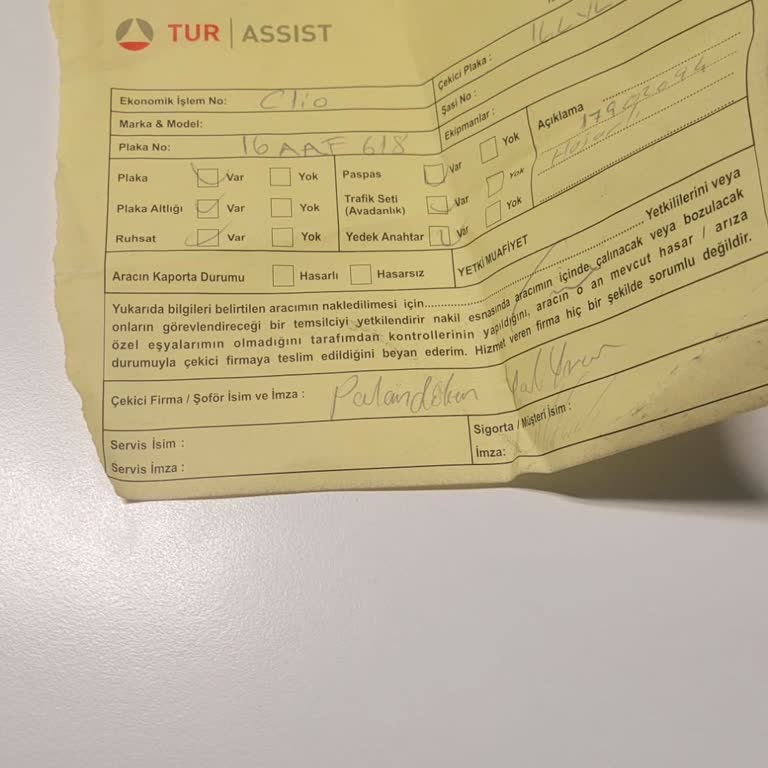 TUR | ASSIST
Çekici Plaka :
Ekonomik İşlem No: Clio
Şasi No :
Marka & Model:
Ekipmanlar :
Plaka No: 16 AAF 618
Açıklama
Plaka Var Yok Paspas Var Yok
Plaka Altlığı Var Yok Trafik Seti (Avadanlık) Var Yok
Ruhsat Var Yok Yedek Anahtar Var Yok
Aracın Kaporta Durumu Hasarlı Hasarsız
YETKİ MUAFİYET
Yukarıda bilgileri belirtilen aracımın nakledilimesi için.................... Yetkililerini veya
onların görevlendireceği bir temsilciyi yetkilendirir nakil esnasında aracımın içinde çalınacak veya bozulacak
özel eşyalarımın olmadığını tarafımdan kontrollerinin yapıldığını, aracın o an mevcut hasar / arıza
durumuyla çekici firmaya teslim edildiğini beyan ederim. Hizmet veren firma hiç bir şekilde sorumlu değildir.
Çekici Firma / Şoför İsim ve İmza : Palandöken
Servis İsim :
Servis İmza :
Sigorta / Müşteri İsim :
İmza: